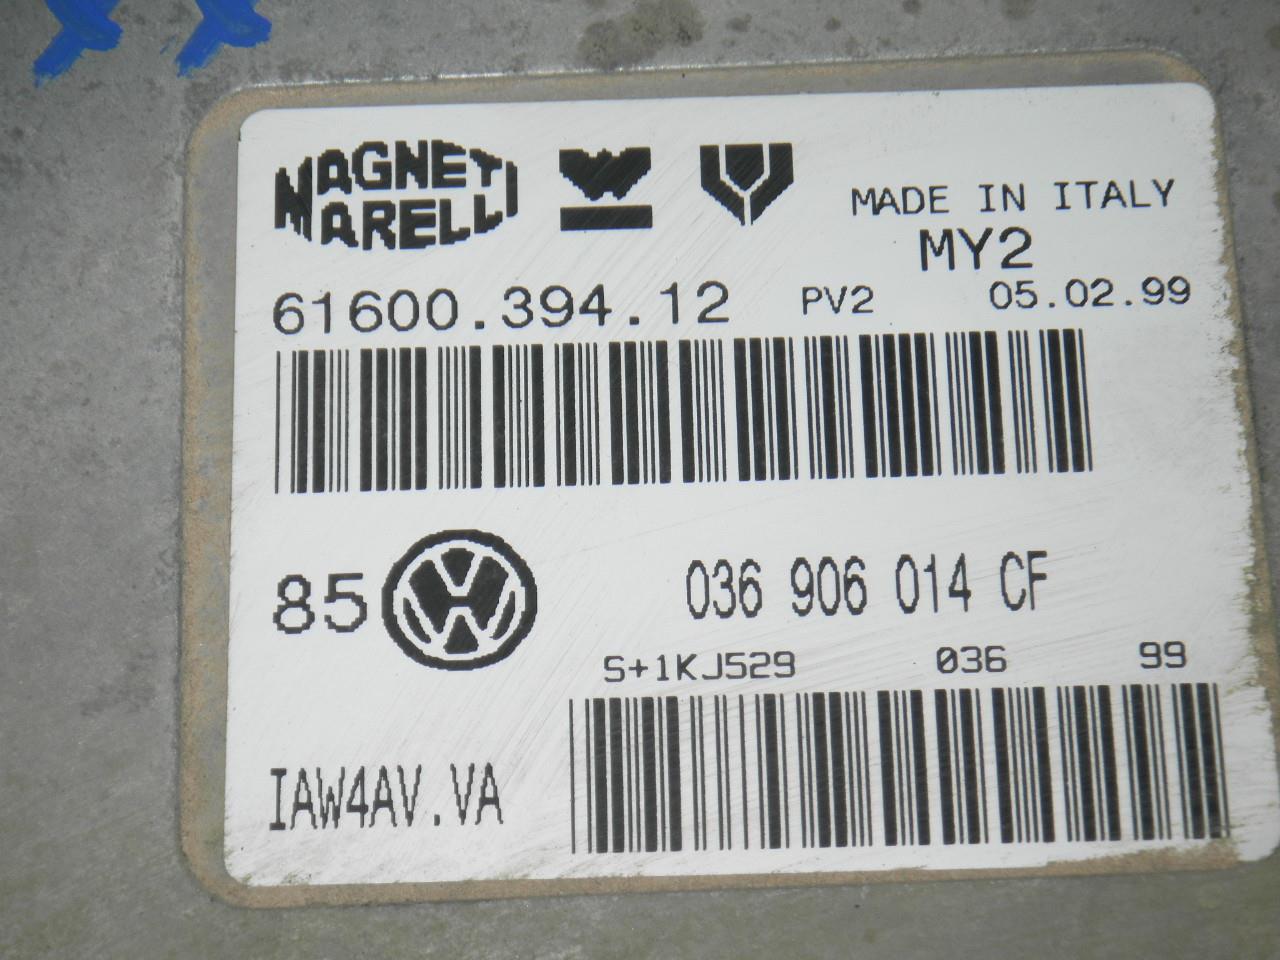 MAGNETI
MARELLI
MADE IN ITALY
MY2
61600.394.12 PV2 05.02.99
85 036 906 014 CF
S+1KJ529 036 99
IAW4AV.VA